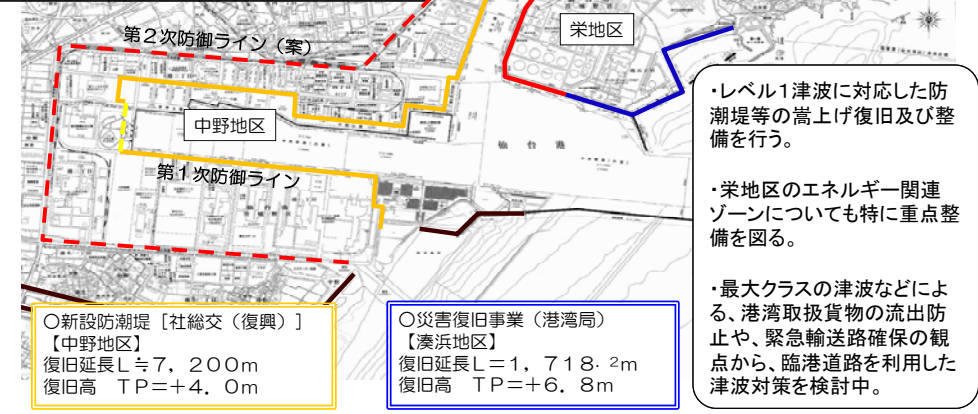 第2次防御ライン(案)
栄地区
中野地区
仙台港
第1次防御ライン
・レベル1津波に対応した防
潮堤等の嵩上げ復旧及び整
備を行う。
・栄地区のエネルギー関連
ゾーンについても特に重点整
備を図る。
・最大クラスの津波などによ
る、港湾取扱貨物の流出防
止や、緊急輸送路確保の観
点から、臨港道路を利用した
津波対策を検討中。
○新設防潮堤[社総交(復興)]
【中野地区】
復旧延長L≒7,200m
復旧高 TP=+4.0m
○災害復旧事業(港湾局)
【湊浜地区】
復旧延長L=1,718.2m
復旧高 TP=+6.8m